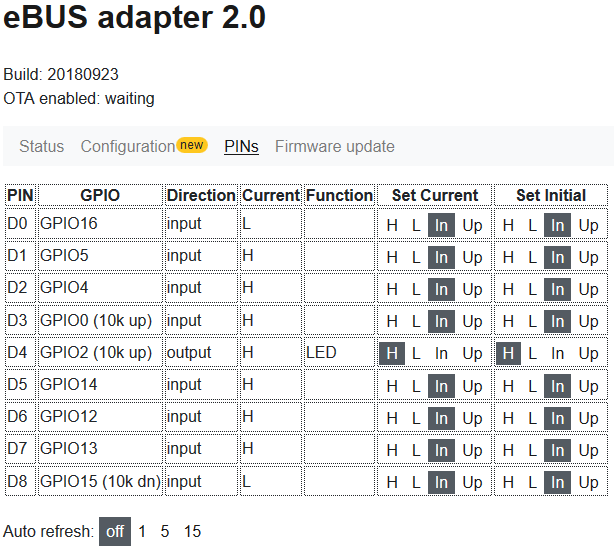 eBUS adapter 2.0
Build: 20180923
OTA enabled: waiting
Status Configuration new PINs Firmware update
PIN GPIO Direction Current Function Set Current Set Initial
D0 GPIO16 input L H L In Up H L In Up
D1 GPIO5 input H H L In Up H L In Up
D2 GPIO4 input H H L In Up H L In Up
D3 GPIO0 (10k up) input H H L In Up H L In Up
D4 GPIO2 (10k up) output H LED H L In Up H L In Up
D5 GPIO14 input H H L In Up H L In Up
D6 GPIO12 input H H L In Up H L In Up
D7 GPIO13 input H H L In Up H L In Up
D8 GPIO15 (10k dn) input L H L In Up H L In Up
Auto refresh: off 1 5 15